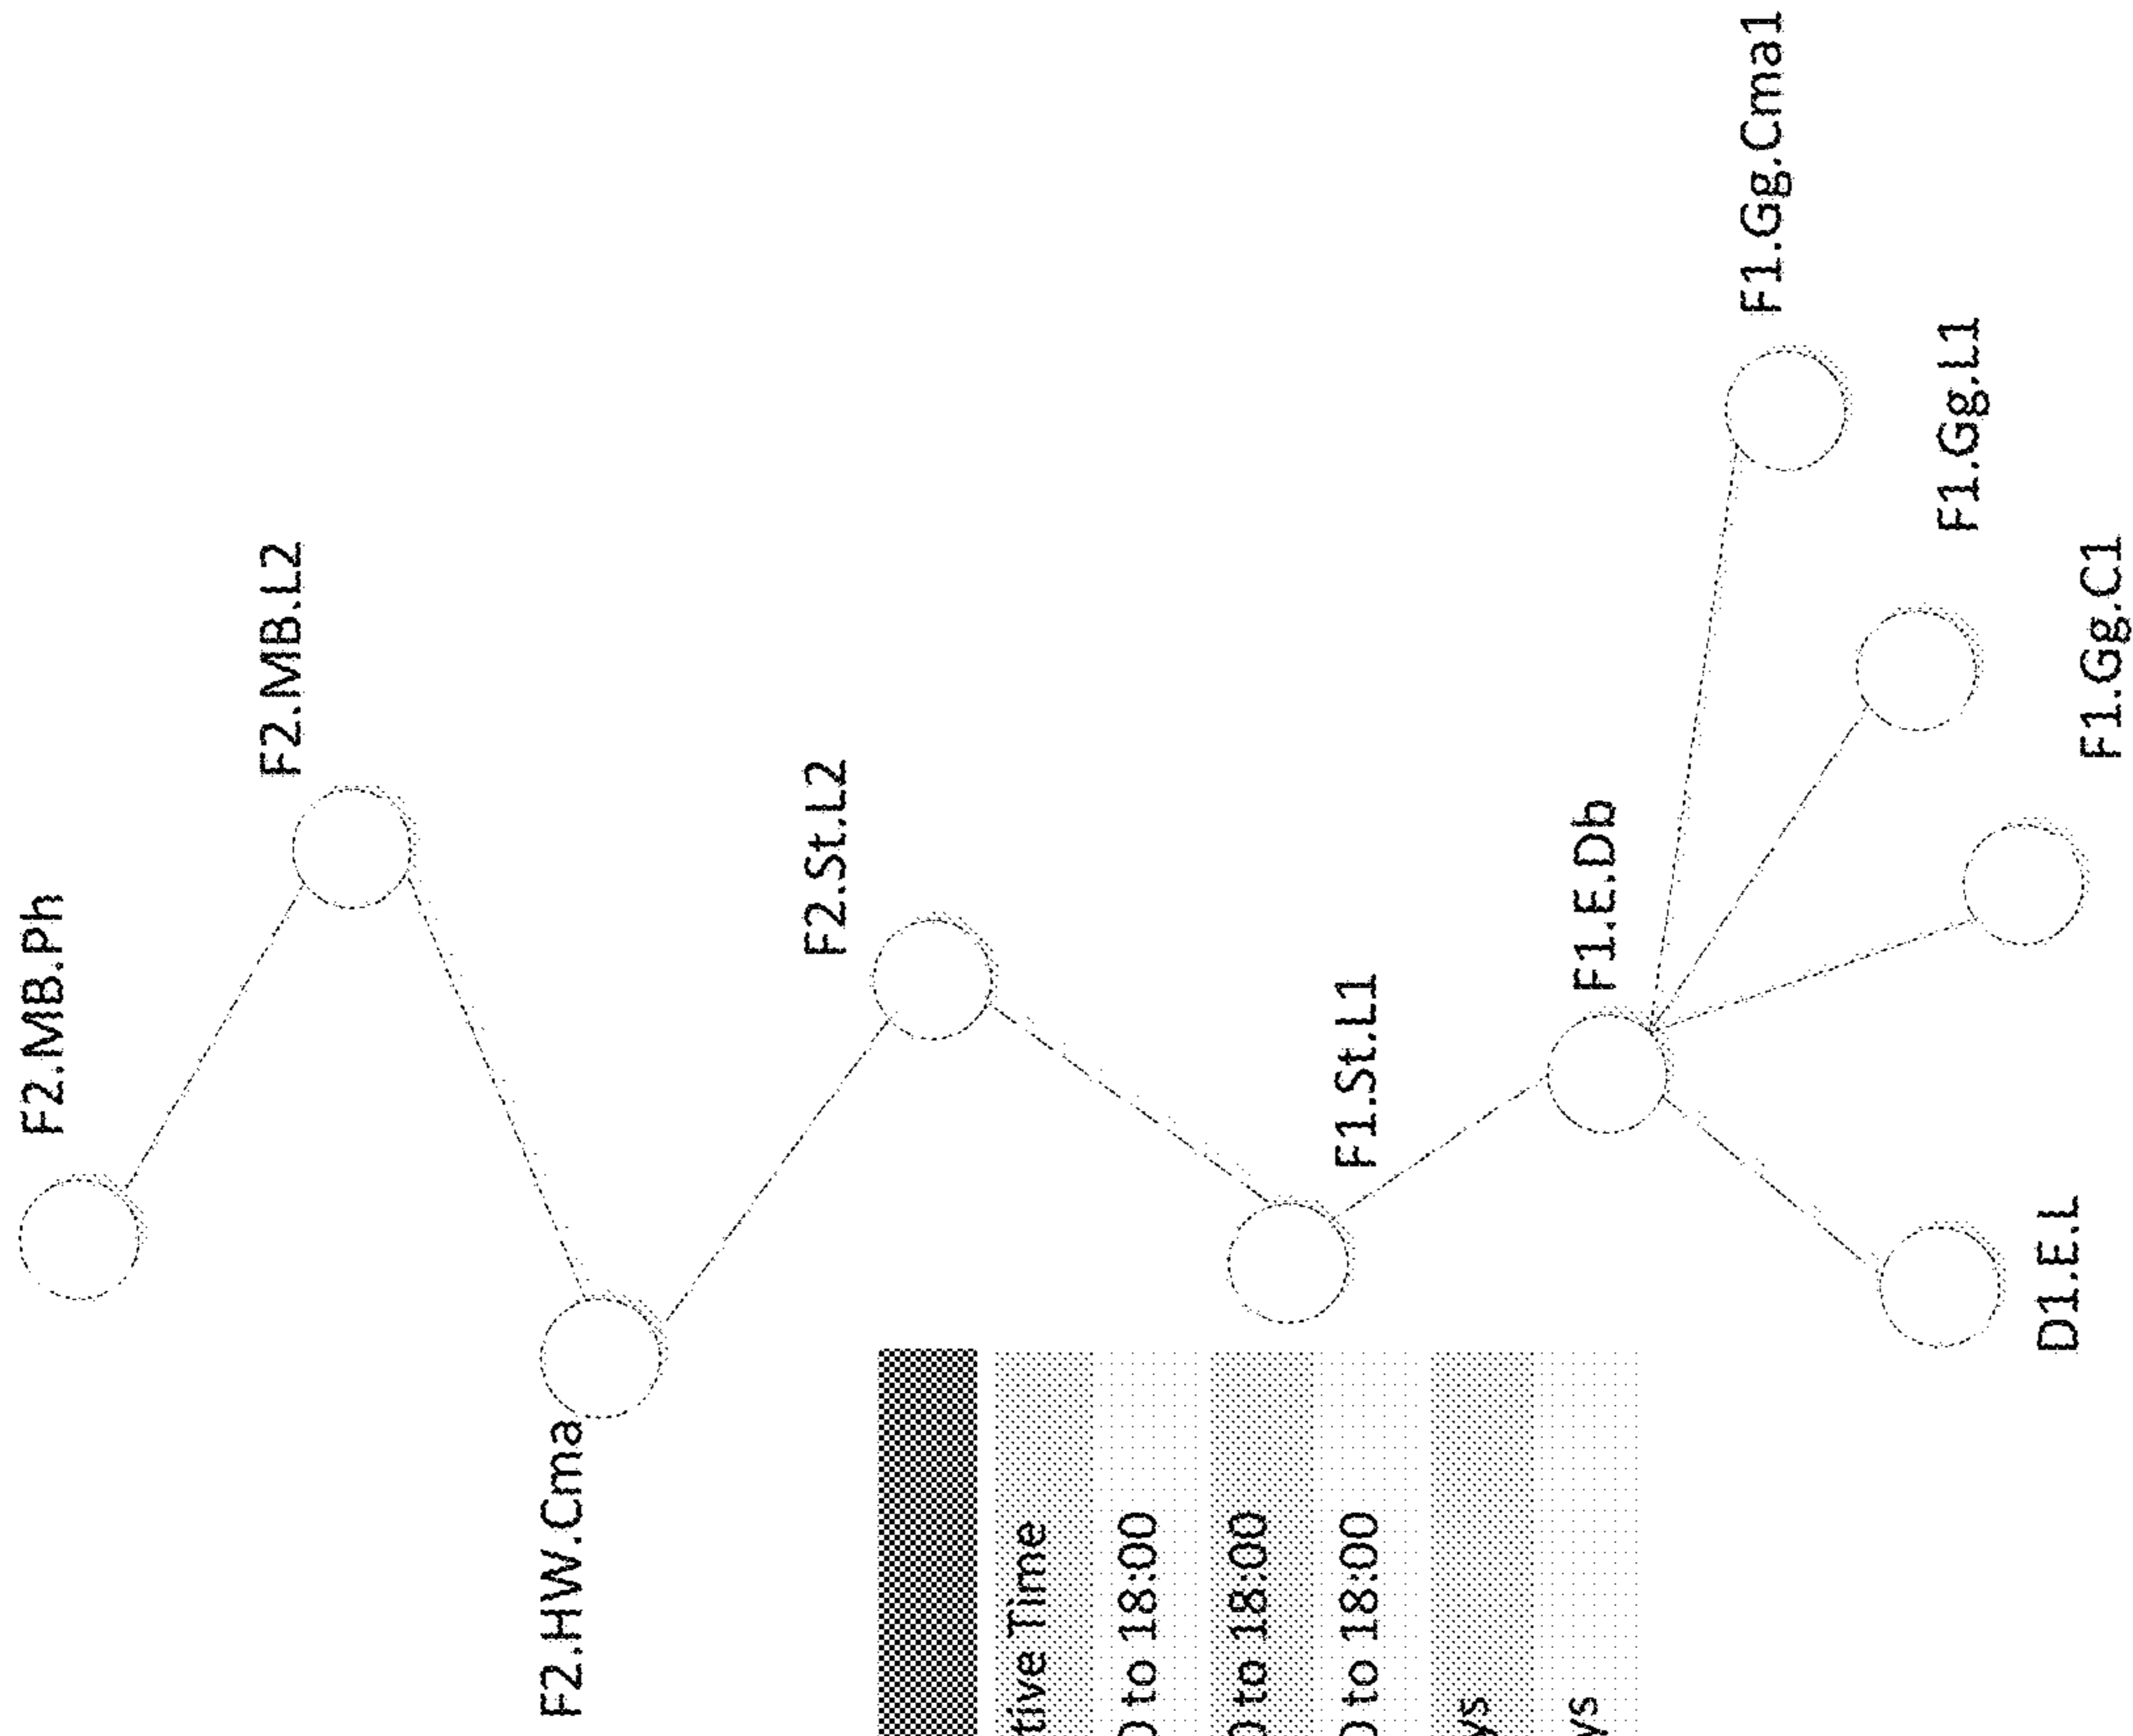 F2.MB.Ph
F2.MB.L2
F2.HW.Cma
F2.St.L2
F1.St.L1
F1.E.Db
F1.Gg.Cma1
F1.Gg.L1
F1.Gg.C1
D1.E.L
tive Time
to 18:00
to 18:00
to 18:00
ys
ys